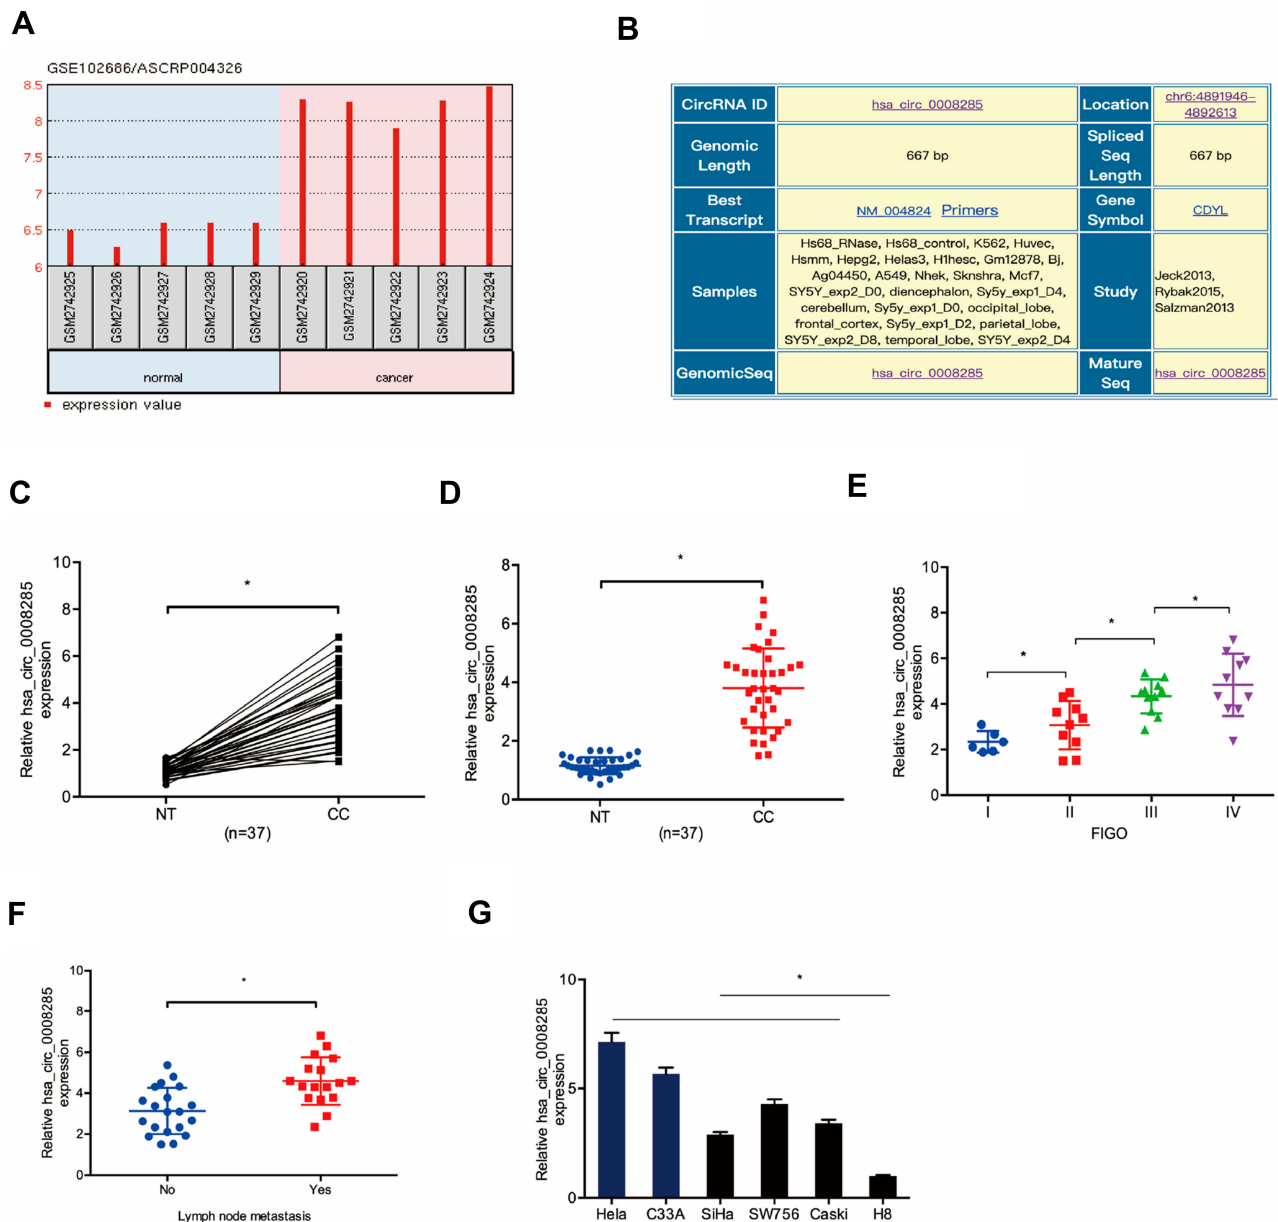 A
GSE102686/ASCRP004326
8.5
8
7.5
7
6.5
6
GSM2742925
GSM2742926
GSM2742927
GSM2742928
GSM2742929
GSM2742920
GSM2742921
GSM2742922
GSM2742923
GSM2742924
normal
cancer
expression value
B
CircRNA ID
hsa_circ_0008285
Location
chr6:4891946-
4892613
Genomic
Length
667 bp
Spliced
Seq
Length
667 bp
Best
Transcript
NM_004824 Primers
Gene
Symbol
CDYL
Samples
Hs68_RNase, Hs68_control, K562, Huvec,
Hsmm, Hepg2, Helas3, H1hesc, Gm12878, Bj,
Ag04450, A549, Nhek, Sknshra, Mcf7,
SY5Y_exp2_D0, diencephalon, Sy5y_exp1_D4,
cerebellum, Sy5y_exp1_D0, occipital_lobe,
frontal_cortex, Sy5y_exp1_D2, parietal_lobe,
SY5Y_exp2_D8, temporal_lobe, SY5Y_exp2_D4
Study
Jeck2013,
Rybak2015,
Salzman2013
GenomicSeq
hsa_circ_0008285
Mature
Seq
hsa_circ_0008285
C
Relative hsa_circ_0008285
expression
10
8
6
4
2
0
*
NT
CC
(n=37)
D
Relative hsa_circ_0008285
expression
8
6
4
2
0
*
NT
CC
(n=37)
E
Relative hsa_circ_0008285
expression
10
8
6
4
2
0
*
*
*
I
II
III
IV
FIGO
F
Relative hsa_circ_0008285
expression
10
8
6
4
2
0
*
No
Yes
Lymph node metastasis
G
Relative hsa_circ_0008285
expression
10
5
0
*
Hela
C33A
SiHa
SW756
Caski
H8